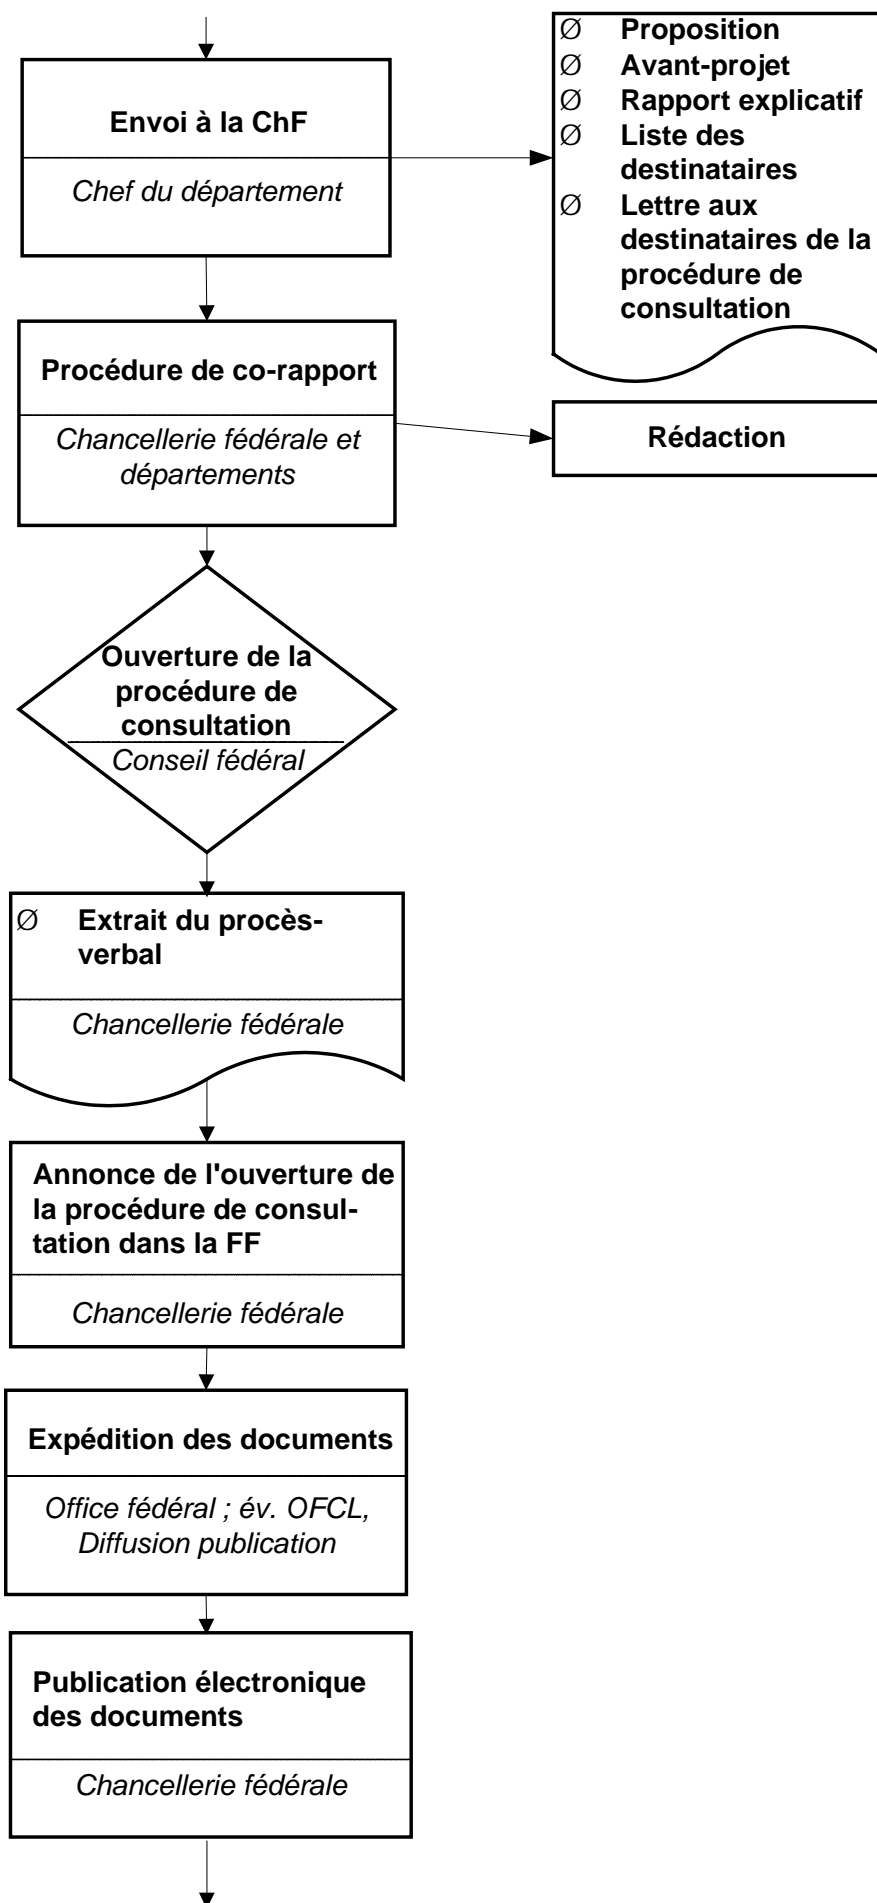 Envoi à la ChF
Chef du département
Ø Proposition
Ø Avant-projet
Ø Rapport explicatif
Ø Liste des
destinataires
Ø Lettre aux
destinataires de la
procédure de
consultation
Procédure de co-rapport
Chancellerie fédérale et
départements
Rédaction
Ouverture de la
procédure de
consultation
Conseil fédéral
Ø Extrait du procès-
verbal
Chancellerie fédérale
Annonce de l'ouverture de
la procédure de consul-
tation dans la FF
Chancellerie fédérale
Expédition des documents
Office fédéral ; év. OFCL,
Diffusion publication
Publication électronique
des documents
Chancellerie fédérale